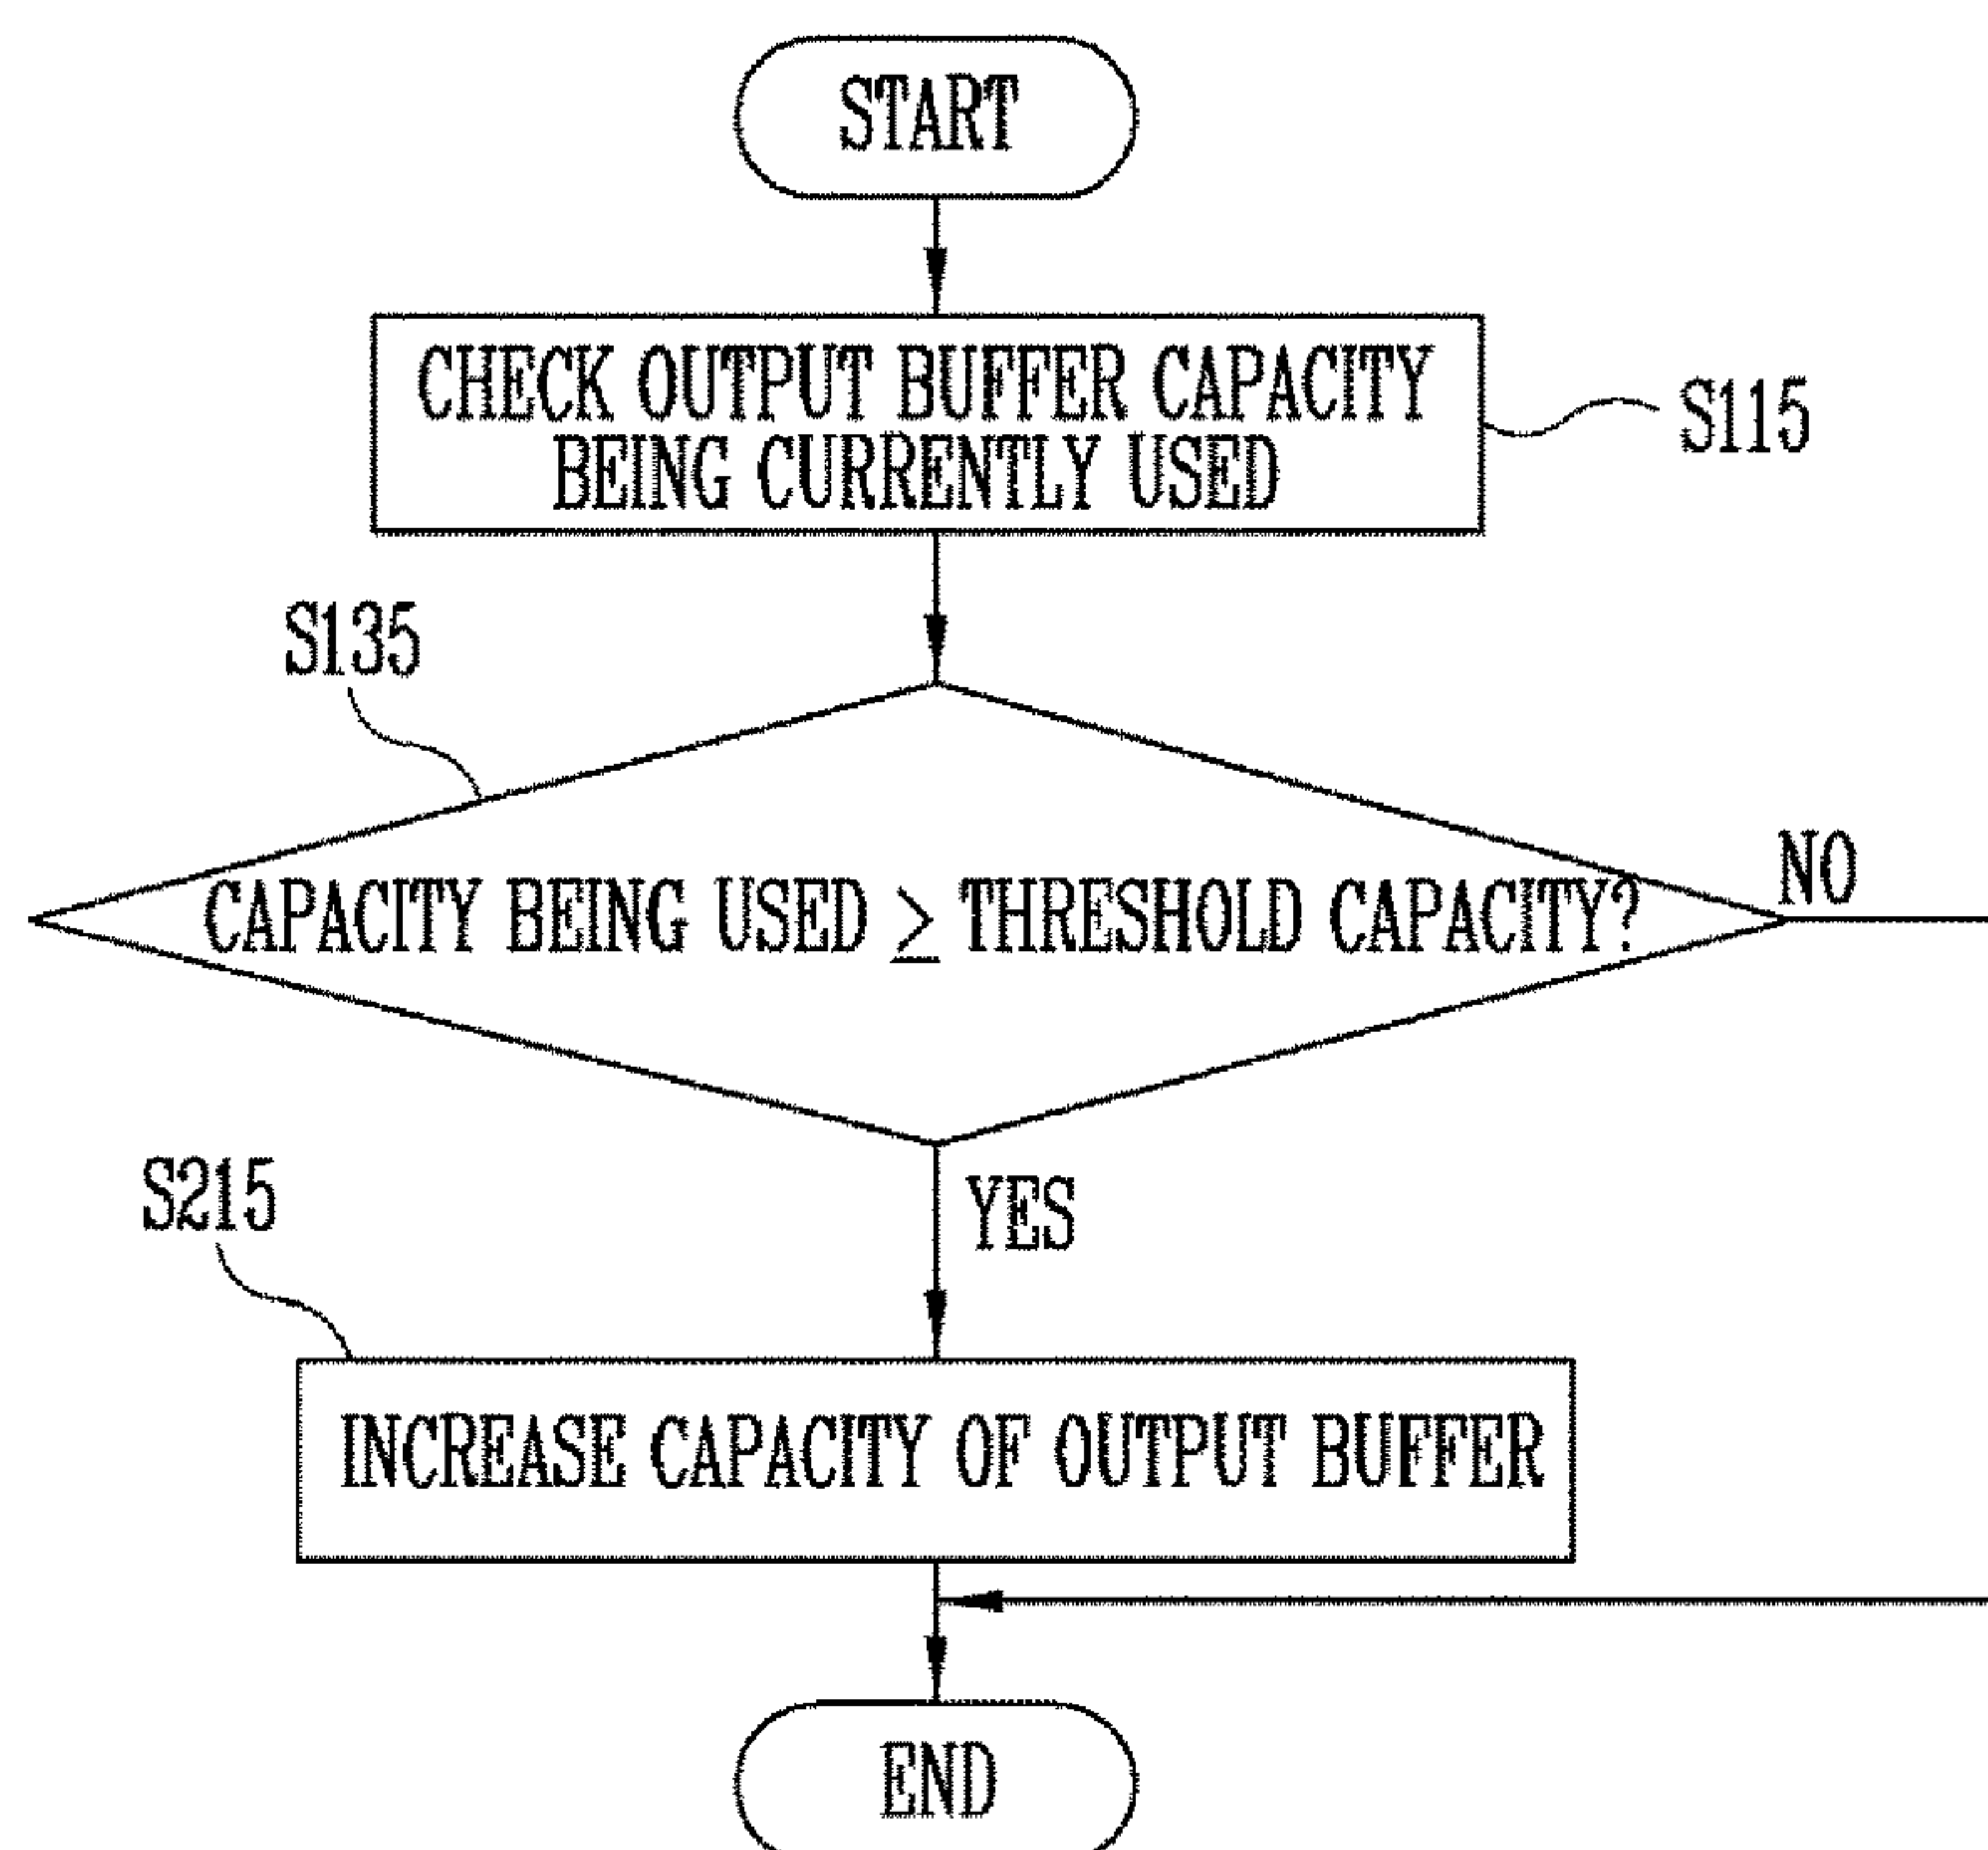 START
CHECK OUTPUT BUFFER CAPACITY
BEING CURRENTLY USED
S115
S135
CAPACITY BEING USED ≥ THRESHOLD CAPACITY?
NO
YES
S215
INCREASE CAPACITY OF OUTPUT BUFFER
END